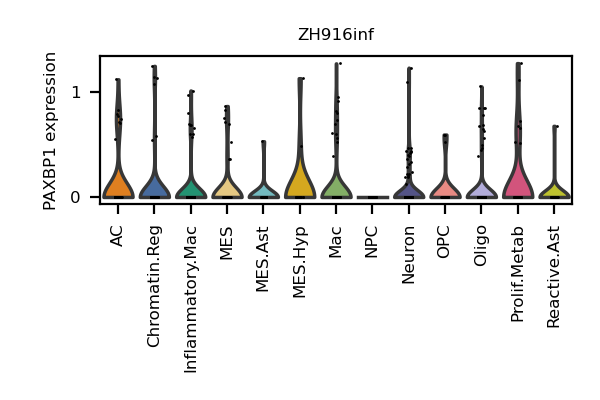 ZH916inf
PAXBP1 expression
1
0
AC
Chromatin.Reg
Inflammatory.Mac
MES
MES.Ast
MES.Hyp
Mac
NPC
Neuron
OPC
Oligo
Prolif.Metab
Reactive.Ast